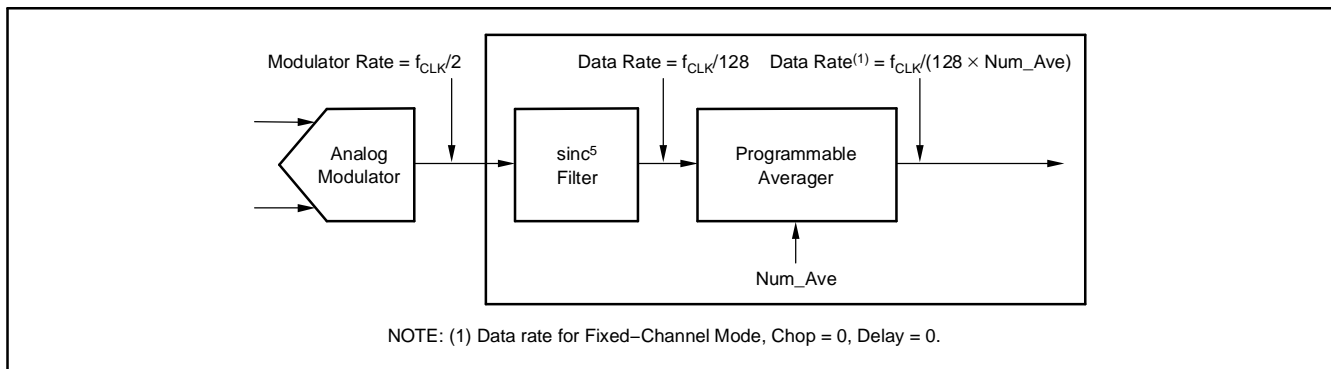 Modulator Rate = fCLK/2
Data Rate = fCLK/128
Data Rate(1) = fCLK/(128 × Num_Ave)
Analog
Modulator
sinc5
Filter
Programmable
Averager
Num_Ave
NOTE: (1) Data rate for Fixed−Channel Mode, Chop = 0, Delay = 0.